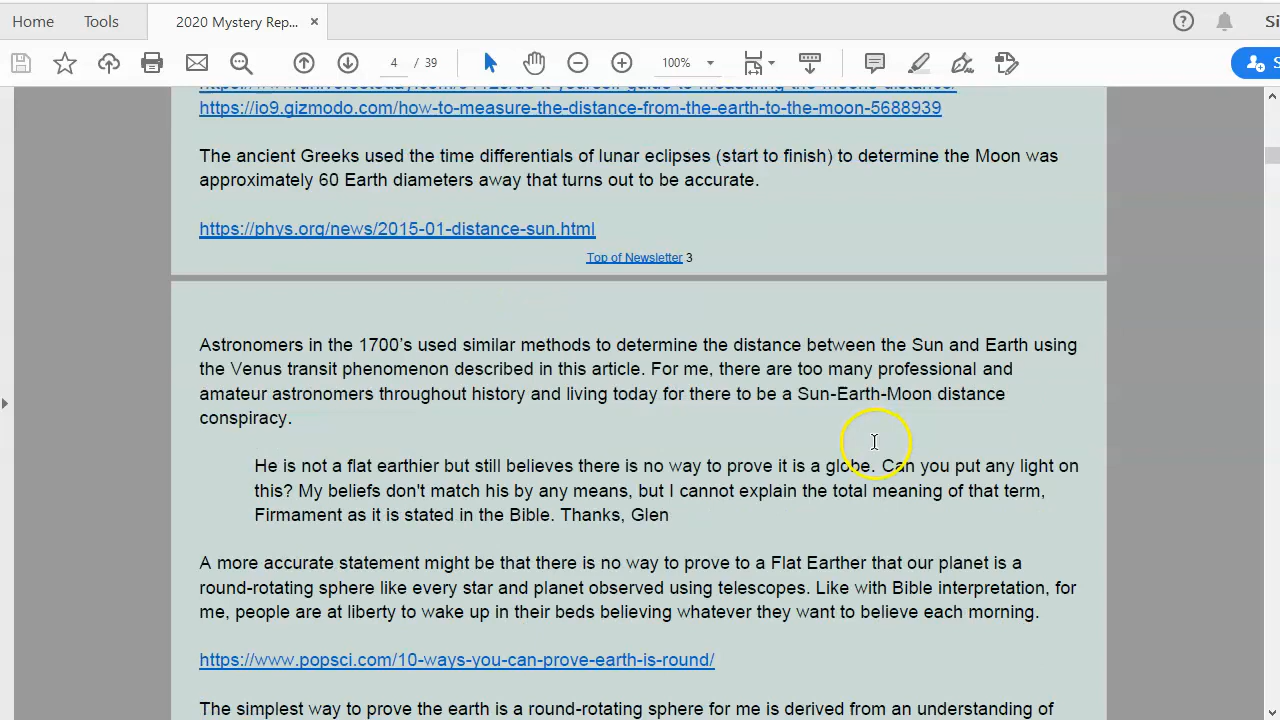 Home
Tools
2020 Mystery Rep...
×
Si
4 / 39
100%
S
https://io9.gizmodo.com/how-to-measure-the-distance-from-the-earth-to-the-moon-5688939
The ancient Greeks used the time differentials of lunar eclipses (start to finish) to determine the Moon was
approximately 60 Earth diameters away that turns out to be accurate.
https://phys.org/news/2015-01-distance-sun.html
Top of Newsletter 3
Astronomers in the 1700’s used similar methods to determine the distance between the Sun and Earth using
the Venus transit phenomenon described in this article. For me, there are too many professional and
amateur astronomers throughout history and living today for there to be a Sun-Earth-Moon distance
conspiracy.
He is not a flat earthier but still believes there is no way to prove it is a globe. Can you put any light on
this? My beliefs don't match his by any means, but I cannot explain the total meaning of that term,
Firmament as it is stated in the Bible. Thanks, Glen
A more accurate statement might be that there is no way to prove to a Flat Earther that our planet is a
round-rotating sphere like every star and planet observed using telescopes. Like with Bible interpretation, for
me, people are at liberty to wake up in their beds believing whatever they want to believe each morning.
https://www.popsci.com/10-ways-you-can-prove-earth-is-round/
The simplest way to prove the earth is a round-rotating sphere for me is derived from an understanding of